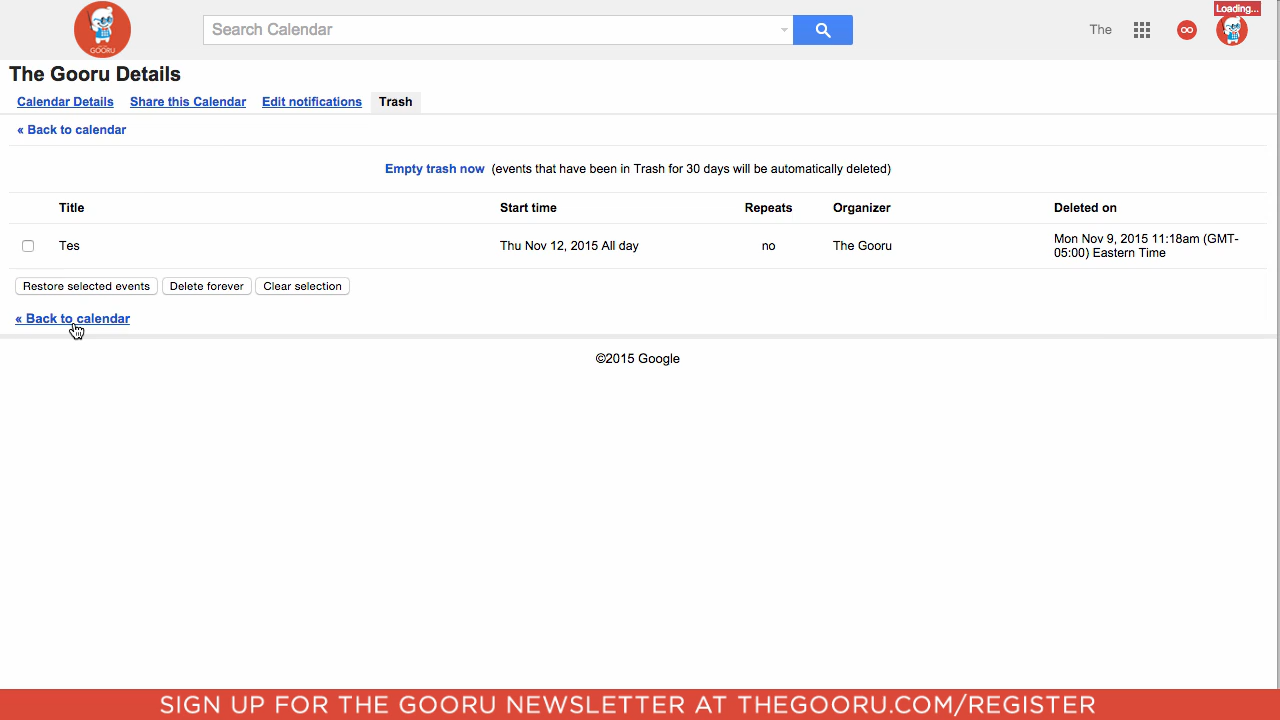 Loading...
GOORU
Search Calendar
The
The Gooru Details
Calendar Details Share this Calendar Edit notifications Trash
« Back to calendar
Empty trash now (events that have been in Trash for 30 days will be automatically deleted)
Title Start time Repeats Organizer Deleted on
Tes Thu Nov 12, 2015 All day no The Gooru Mon Nov 9, 2015 11:18am (GMT-
05:00) Eastern Time
Restore selected events Delete forever Clear selection
« Back to calendar
©2015 Google
SIGN UP FOR THE GOORU NEWSLETTER AT THEGOORU.COM/REGISTER